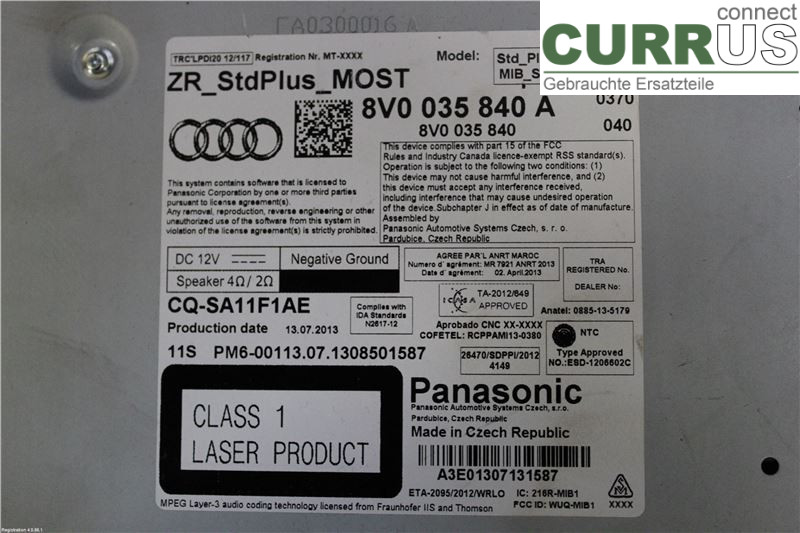 connect
CURRUS
Gebrauchte Ersatzteile
FA0300016 A
TRC'LPDI20 12/117
Registration Nr. MT-XXXX
Model:
ZR_StdPlus_MOST
8V0 035 840 A
0370
8V0 035 840
040
This device complies with part 15 of the FCC
Rules and Industry Canada licence-exempt RSS standard(s).
Operation is subject to the following two conditions: (1)
This device may not cause harmful interference, and (2)
this device must accept any interference received,
including interference that may cause undesired operation
of the device.Subchapter J in effect as of date of manufacture.
Assembled by
Panasonic Automotive Systems Czech, s. r. o.
Pardubice, Czech Republic
This system contains software that is licensed to
Panasonic Corporation by one or more third parties
pursuant to license agreement(s).
Any removal, reproduction, reverse engineering or other
unauthorized use of the software from this system in
violation of the license agreement(s) is strictly prohibited.
DC 12V
Negative Ground
Speaker 4Ω / 2Ω
AGREE PAR'L ANRT MAROC
Numero d´agrément: MR 7921 ANRT 2013
Date d´ agrément: 02. April.2013
TRA
REGISTERED No.
DEALER No:
ICASA
TA-2012/849
APPROVED
Anatel: 0885-13-5179
CQ-SA11F1AE
Complies with
IDA Standards
N2617-12
Production date 13.07.2013
Aprobado CNC XX-XXXX
COFETEL: RCPPAMI13-0380
NTC
Type Approved
NO.:ESD-1206602C
11S PM6-00113.07.1308501587
26470/SDPPI/2012
4149
CLASS 1
LASER PRODUCT
Panasonic
Panasonic Automotive Systems Czech, s.r.o.
Pardubice, Czech Republic
Made in Czech Republic
A3E01307131587
ETA-2095/2012/WRLO
IC: 216R-MIB1
FCC ID: WUQ-MIB1
XXXX
MPEG Layer-3 audio coding technology licensed from Fraunhofer IIS and Thomson
Registration 4.0.86.1